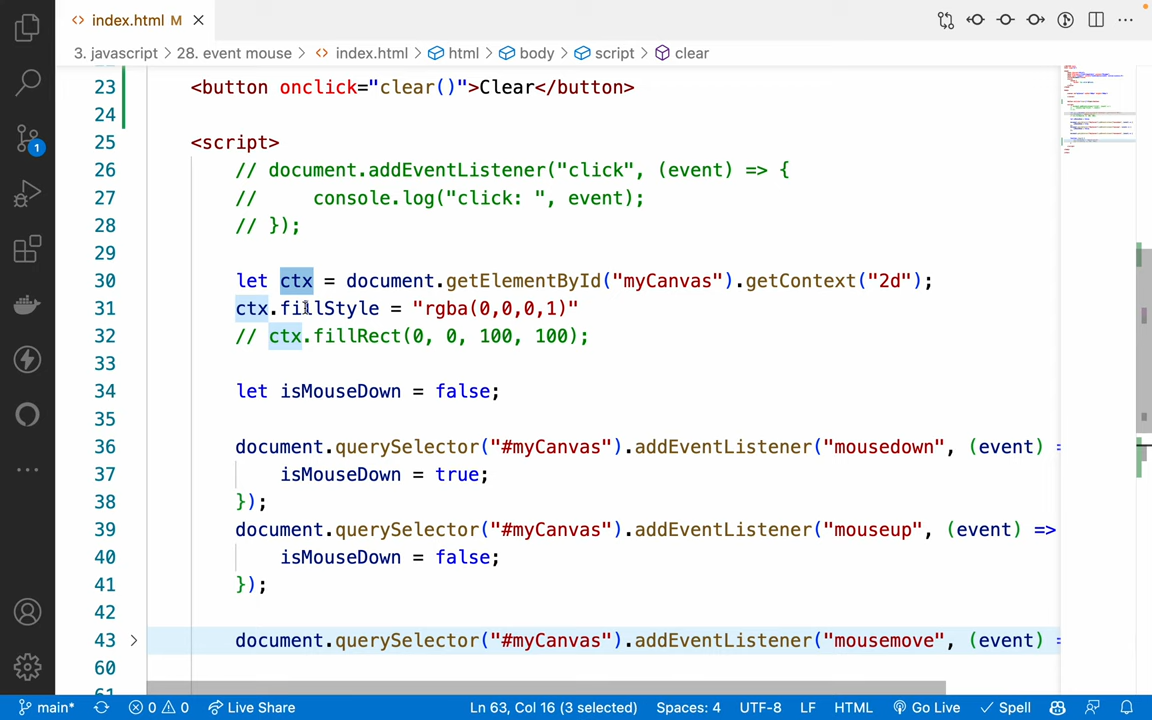 index.html M
3. javascript > 28. event mouse > index.html > html > body > script > clear
23 <button onclick="clear()">Clear</button>
24
25 <script>
26 // document.addEventListener("click", (event) => {
27 //     console.log("click: ", event);
28 // });
29
30 let ctx = document.getElementById("myCanvas").getContext("2d");
31 ctx.fillStyle = "rgba(0,0,0,1)"
32 // ctx.fillRect(0, 0, 100, 100);
33
34 let isMouseDown = false;
35
36 document.querySelector("#myCanvas").addEventListener("mousedown", (event) =
37 isMouseDown = true;
38 });
39 document.querySelector("#myCanvas").addEventListener("mouseup", (event) =>
40 isMouseDown = false;
41 });
42
43 document.querySelector("#myCanvas").addEventListener("mousemove", (event) =
60
1
main* 0 0 Live Share Ln 63, Col 16 (3 selected) Spaces: 4 UTF-8 LF HTML Go Live Spell